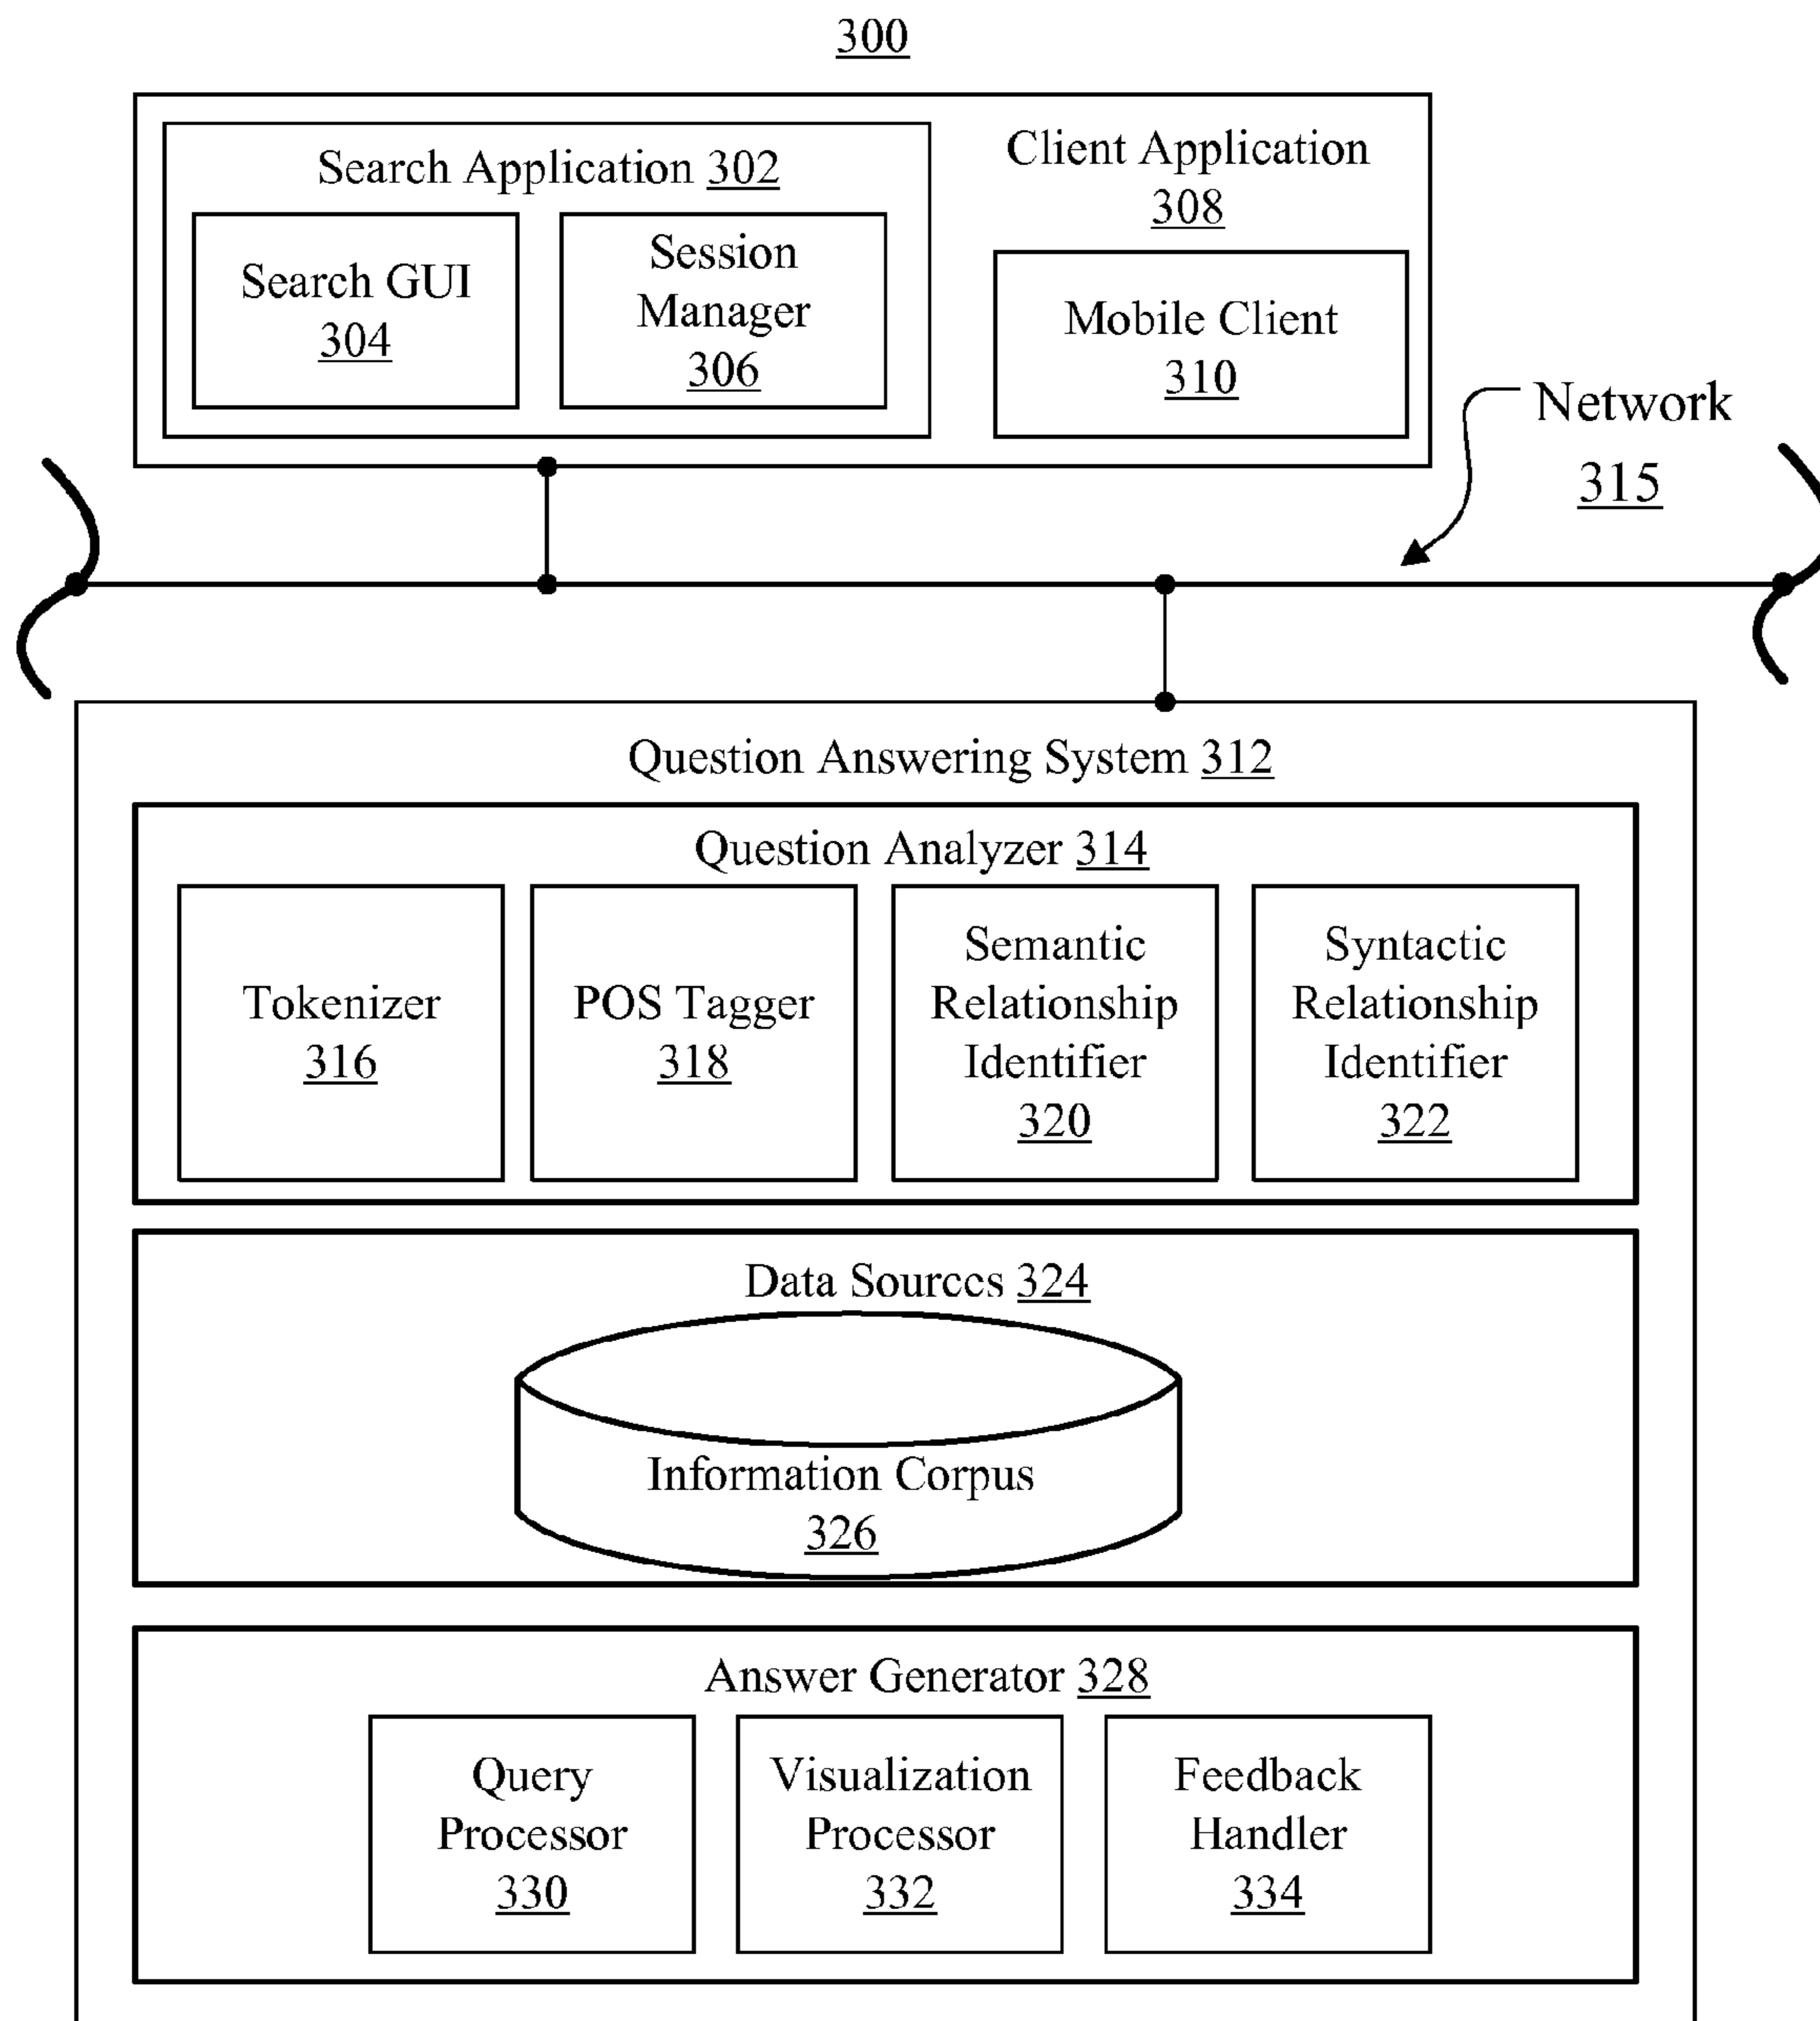 300
Search Application 302
Search GUI
304
Session
Manager
306
Client Application
308
Mobile Client
310
Network
315
Question Answering System 312
Question Analyzer 314
Tokenizer
316
POS Tagger
318
Semantic
Relationship
Identifier
320
Syntactic
Relationship
Identifier
322
Data Sources 324
Information Corpus
326
Answer Generator 328
Query
Processor
330
Visualization
Processor
332
Feedback
Handler
334